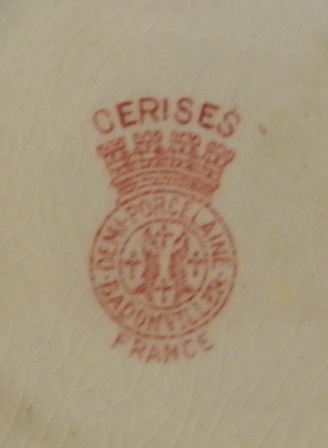 CERISES
DEMI-PORCELAINE
BADONVILLER
FRANCE